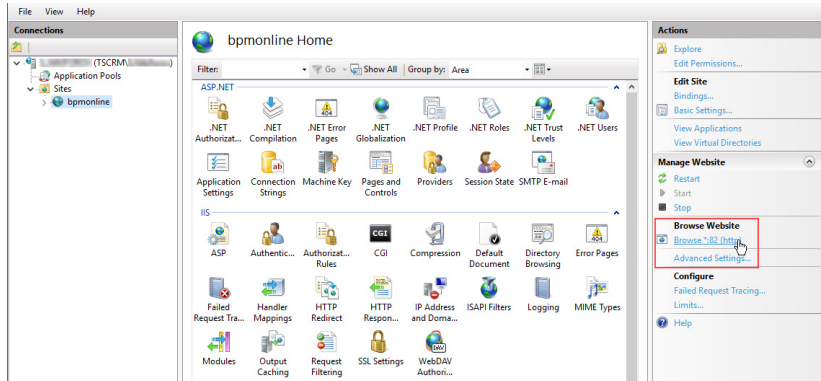 File View Help
Connections
(TSCRM\
Application Pools
Sites
bpmonline
bpmonline Home
Filter: Go Show All Group by: Area
ASP.NET
.NET Authorizat...
.NET Compilation
.NET Error Pages
.NET Globalization
.NET Profile
.NET Roles
.NET Trust Levels
.NET Users
Application Settings
Connection Strings
Machine Key
Pages and Controls
Providers
Session State
SMTP E-mail
IIS
ASP
Authentic...
Authorizat... Rules
CGI
Compression
Default Document
Directory Browsing
Error Pages
Failed Request Tra...
Handler Mappings
HTTP Redirect
HTTP Respon...
IP Address and Doma...
ISAPI Filters
Logging
MIME Types
Modules
Output Caching
Request Filtering
SSL Settings
WebDAV Authori...
Actions
Explore
Edit Permissions...
Edit Site
Bindings...
Basic Settings...
View Applications
View Virtual Directories
Manage Website
Restart
Start
Stop
Browse Website
Browse *:82 (http)
Advanced Settings...
Configure
Failed Request Tracing...
Limits...
Help